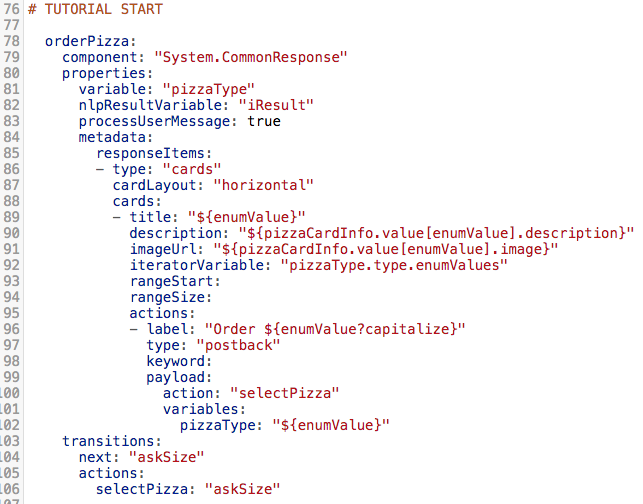 76 # TUTORIAL START
77
78   orderPizza:
79     component: "System.CommonResponse"
80     properties:
81       variable: "pizzaType"
82       nlpResultVariable: "iResult"
83       processUserMessage: true
84       metadata:
85         responseItems:
86         - type: "cards"
87           cardLayout: "horizontal"
88           cards:
89           - title: "${enumValue}"
90             description: "${pizzaCardInfo.value[enumValue].description}"
91             imageUrl: "${pizzaCardInfo.value[enumValue].image}"
92             iteratorVariable: "pizzaType.type.enumValues"
93             rangeStart:
94             rangeSize:
95             actions:
96             - label: "Order ${enumValue?capitalize}"
97               type: "postback"
98               keyword:
99               payload:
100                 action: "selectPizza"
101                 variables:
102                   pizzaType: "${enumValue}"
103     transitions:
104       next: "askSize"
105       actions:
106         selectPizza: "askSize"